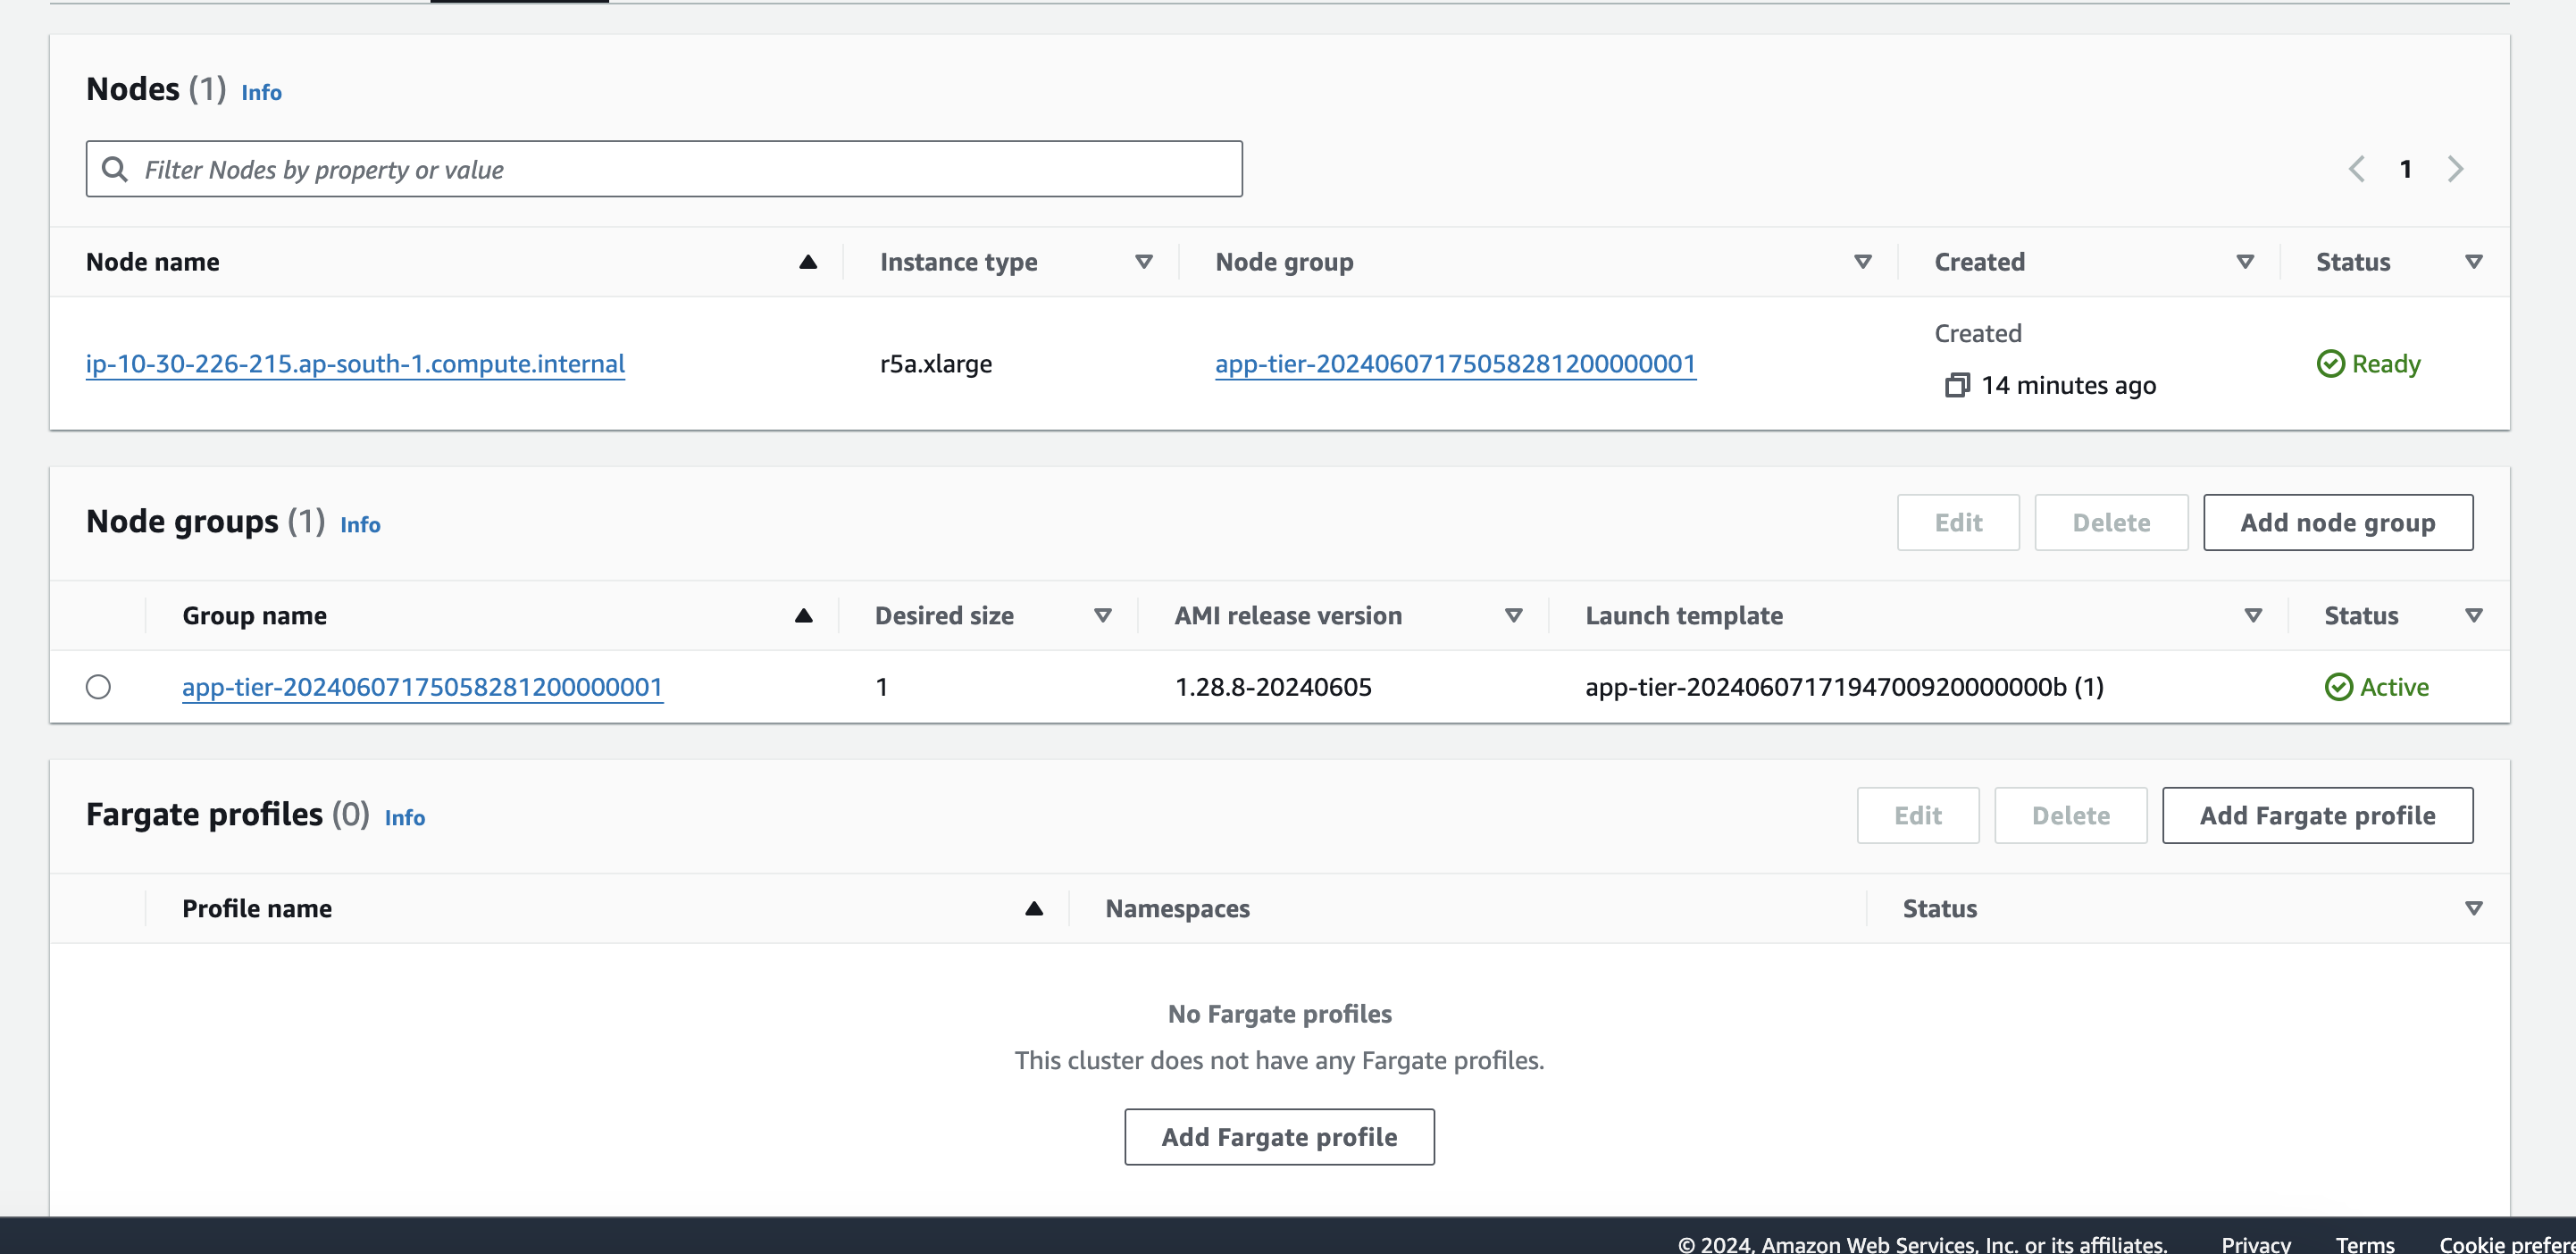 Nodes (1) Info
Filter Nodes by property or value
1
Node name Instance type Node group Created Status
Created
ip-10-30-226-215.ap-south-1.compute.internal r5a.xlarge app-tier-20240607175058281200000001 14 minutes ago Ready
Node groups (1) Info
Edit Delete Add node group
Group name Desired size AMI release version Launch template Status
app-tier-20240607175058281200000001 1 1.28.8-20240605 app-tier-2024060717194700920000000b (1) Active
Fargate profiles (0) Info
Edit Delete Add Fargate profile
Profile name Namespaces Status
No Fargate profiles
This cluster does not have any Fargate profiles.
Add Fargate profile
© 2024, Amazon Web Services, Inc. or its affiliates. Privacy Terms Cookie prefer